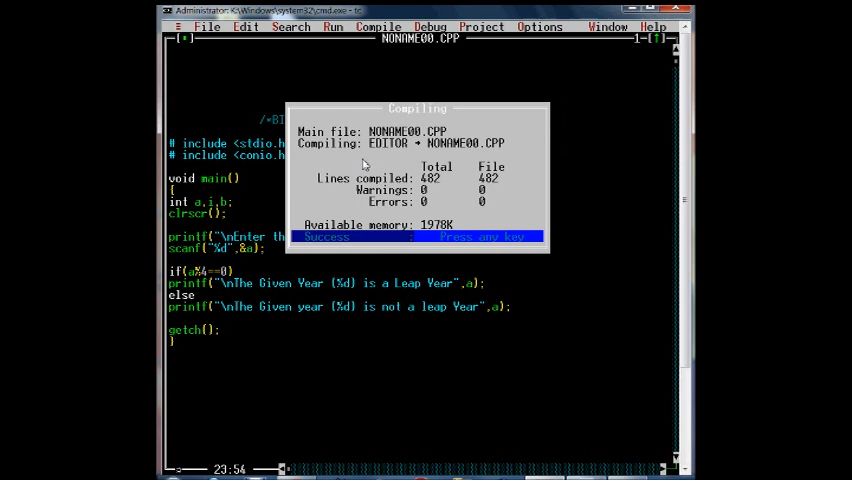 Administrator: K:\Windows\system32\cmd.exe - tc
≡ File Edit Search Run Compile Debug Project Options Window Help
NONAME00.CPP 1
/*BI
# include <stdio.h
# include <conio.h
void main()
{
int a,i,b;
clrscr();
printf("\nEnter th
scanf("%d",&a);
if(a%4==0)
printf("\nThe Given Year (%d) is a Leap Year",a);
else
printf("\nThe Given year (%d) is not a leap Year",a);
getch();
}
Compiling
Main file: NONAME00.CPP
Compiling: EDITOR → NONAME00.CPP
Total File
Lines compiled: 482 482
Warnings: 0 0
Errors: 0 0
Available memory: 1978K
Success : Press any key
23:54